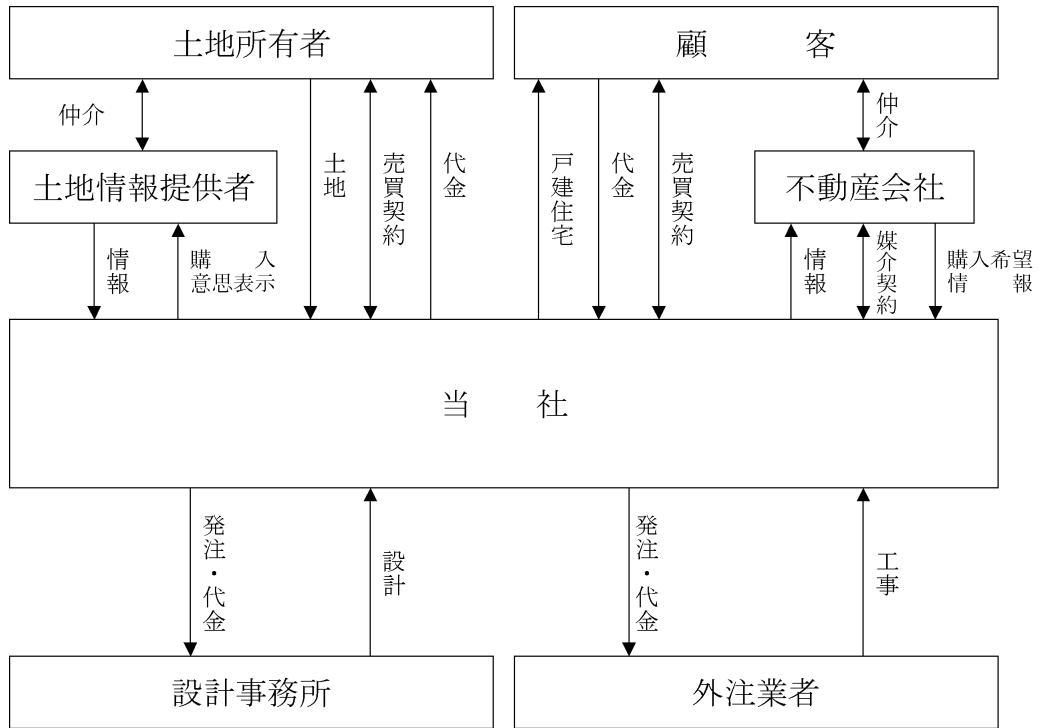 土地所有者
顧　　　客
仲介
土地
売買契約
代金
戸建住宅
代金
売買契約
仲介
土地情報提供者
不動産会社
情報
購　　入
意思表示
情報
媒介契約
購入希望
情　　報
当　　社
発注・代金
設計
発注・代金
工事
設計事務所
外注業者